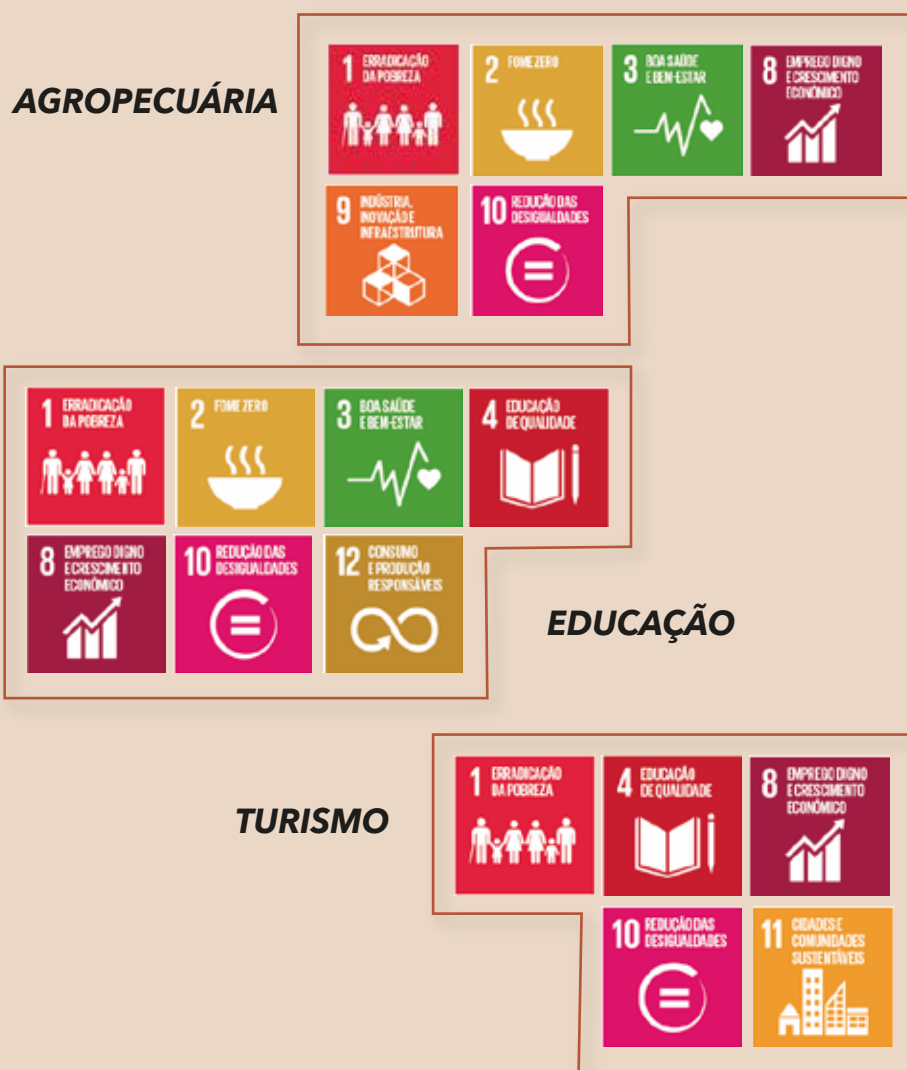 AGROPECUÁRIA
1 ERRADICAÇÃO
DA POBREZA
2 FOME ZERO
3 BOA SAÚDE
E BEM-ESTAR
8 EMPREGO DIGNO
E CRESCIMENTO
ECONÔMICO
9 INDÚSTRIA,
INOVAÇÃO E
INFRAESTRUTURA
10 REDUÇÃO DAS
DESIGUALDADES
1 ERRADICAÇÃO
DA POBREZA
2 FOME ZERO
3 BOA SAÚDE
E BEM-ESTAR
4 EDUCAÇÃO
DE QUALIDADE
8 EMPREGO DIGNO
E CRESCIMENTO
ECONÔMICO
10 REDUÇÃO DAS
DESIGUALDADES
12 CONSUMO
E PRODUÇÃO
RESPONSÁVEIS
EDUCAÇÃO
TURISMO
1 ERRADICAÇÃO
DA POBREZA
4 EDUCAÇÃO
DE QUALIDADE
8 EMPREGO DIGNO
E CRESCIMENTO
ECONÔMICO
10 REDUÇÃO DAS
DESIGUALDADES
11 CIDADES E
COMUNIDADES
SUSTENTÁVEIS